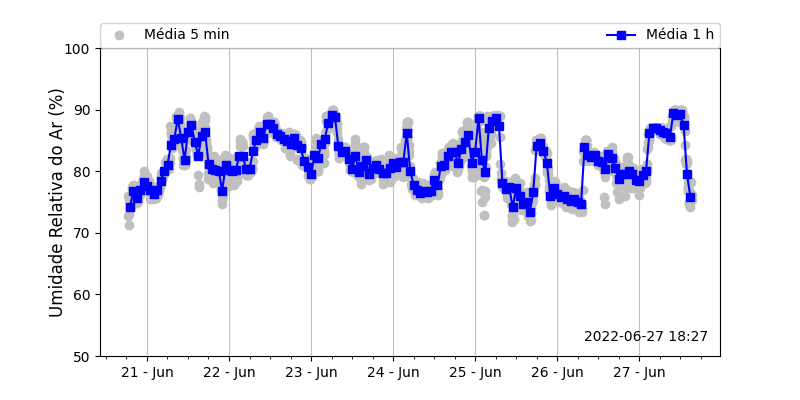 Média 5 min
Média 1 h
Umidade Relativa do Ar (%)
100
90
80
70
60
50
2022-06-27 18:27
21 - Jun
22 - Jun
23 - Jun
24 - Jun
25 - Jun
26 - Jun
27 - Jun